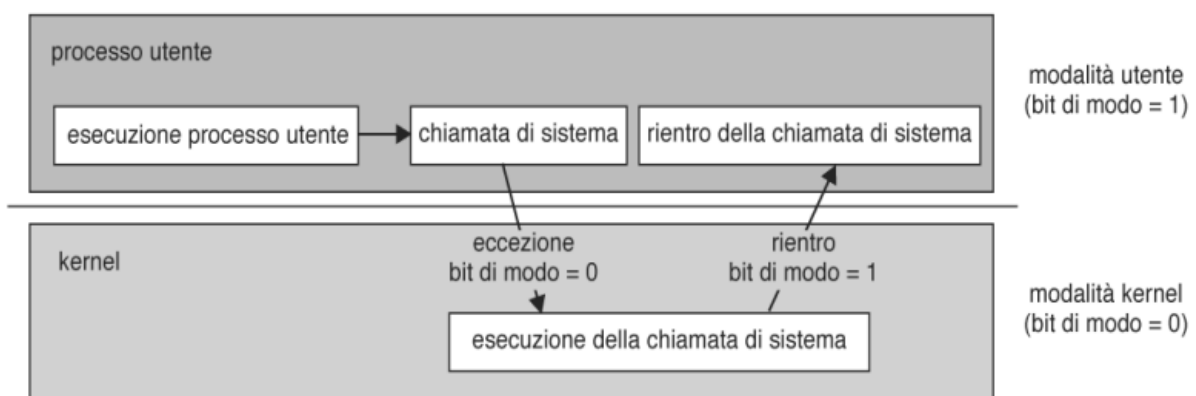 processo utente
modalità utente
(bit di modo = 1)
esecuzione processo utente
chiamata di sistema
rientro della chiamata di sistema
kernel
eccezione
bit di modo = 0
rientro
bit di modo = 1
modalità kernel
(bit di modo = 0)
esecuzione della chiamata di sistema